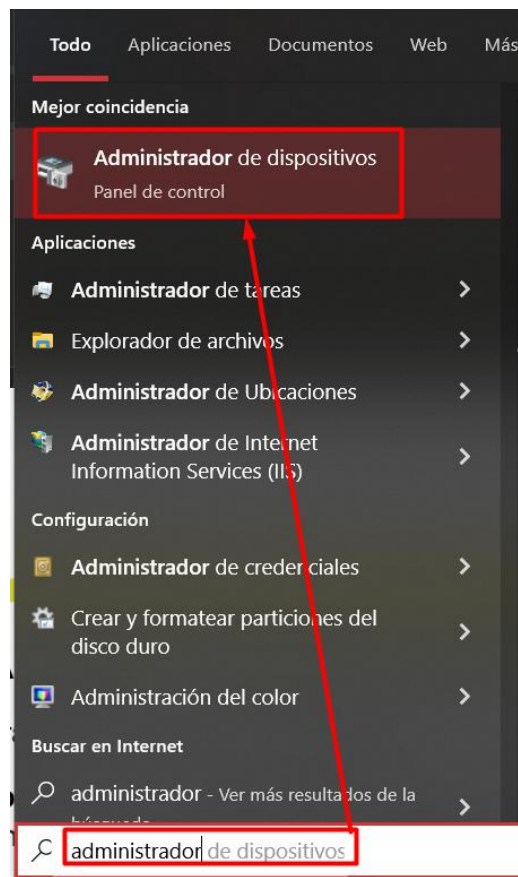 Todo Aplicaciones Documentos Web Más
Mejor coincidencia
Administrador de dispositivos
Panel de control
Aplicaciones
Administrador de tareas
Explorador de archivos
Administrador de Ubicaciones
Administrador de Internet
Information Services (IIS)
Configuración
Administrador de credenciales
Crear y formatear particiones del
disco duro
Administración del color
Buscar en Internet
administrador - Ver más resultados de la
administrador de dispositivos